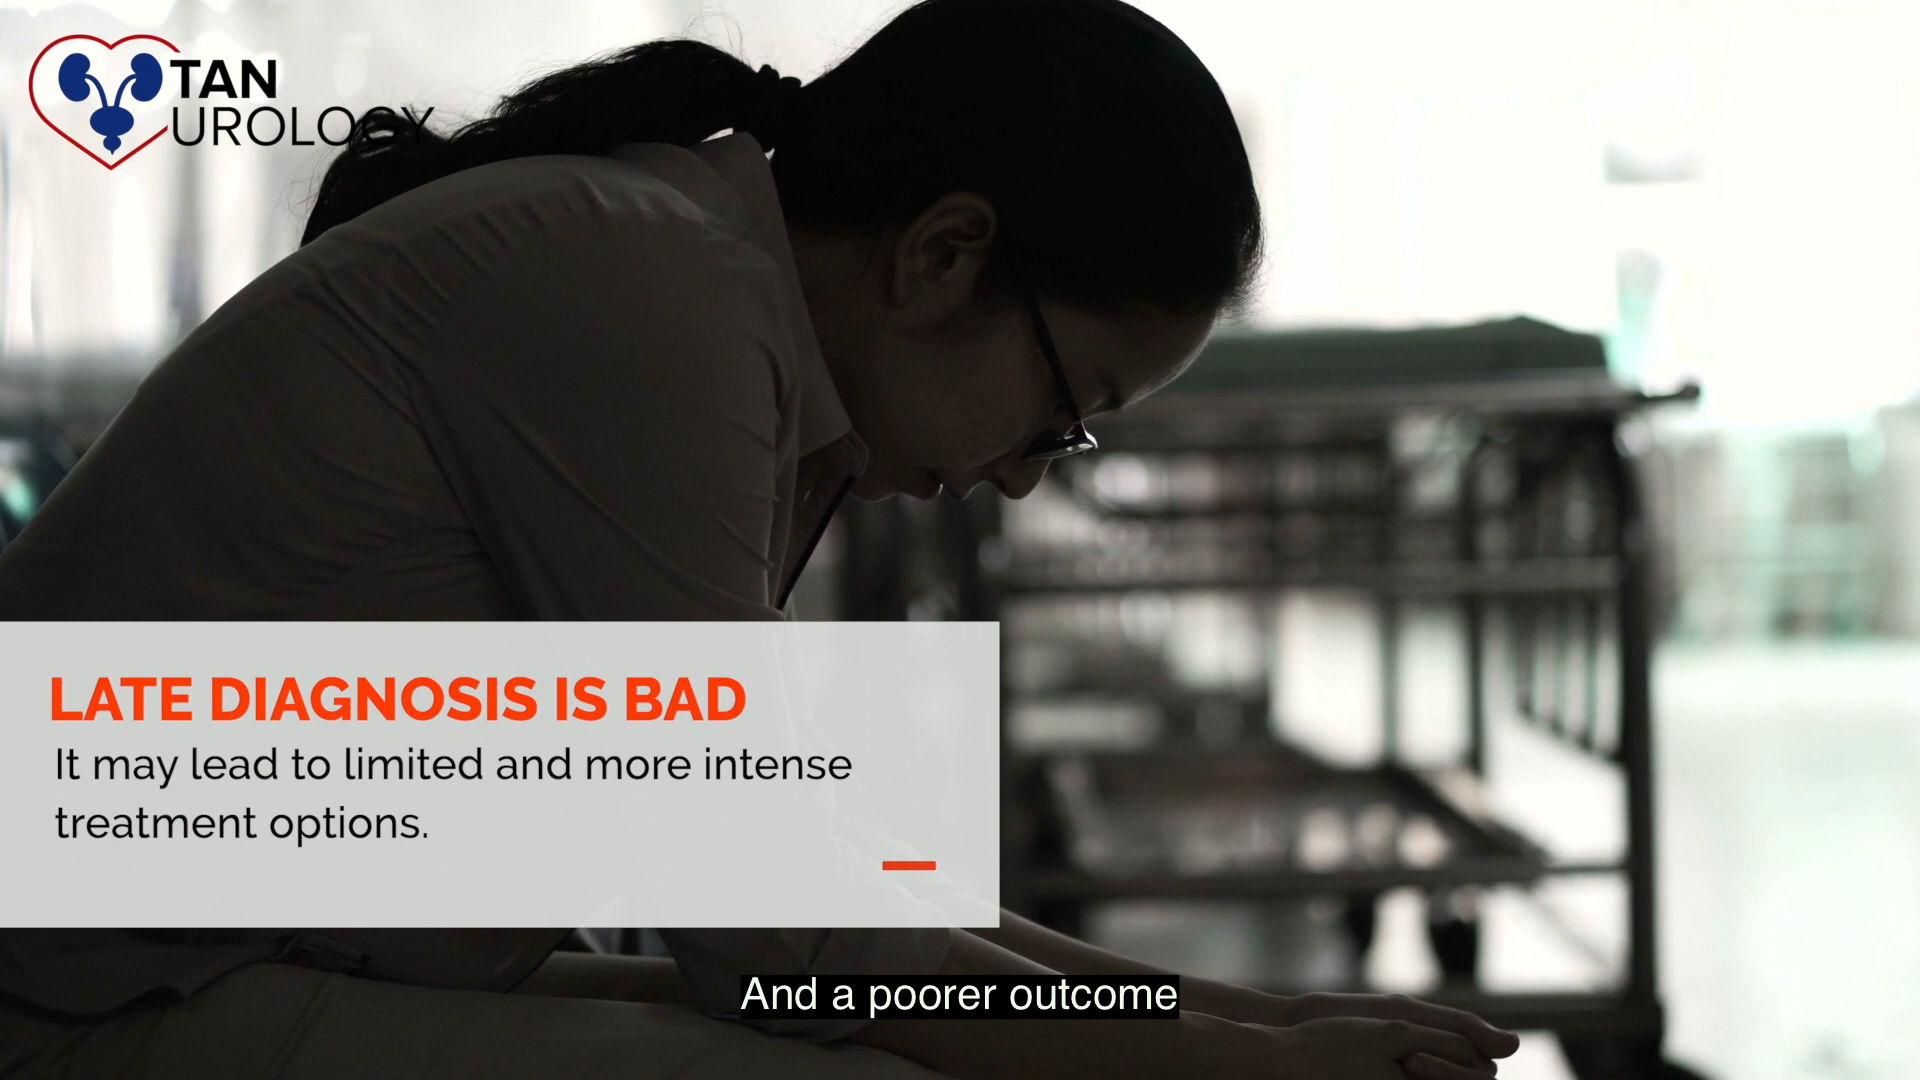 TAN
UROLOGY
LATE DIAGNOSIS IS BAD
It may lead to limited and more intense
treatment options.
And a poorer outcome